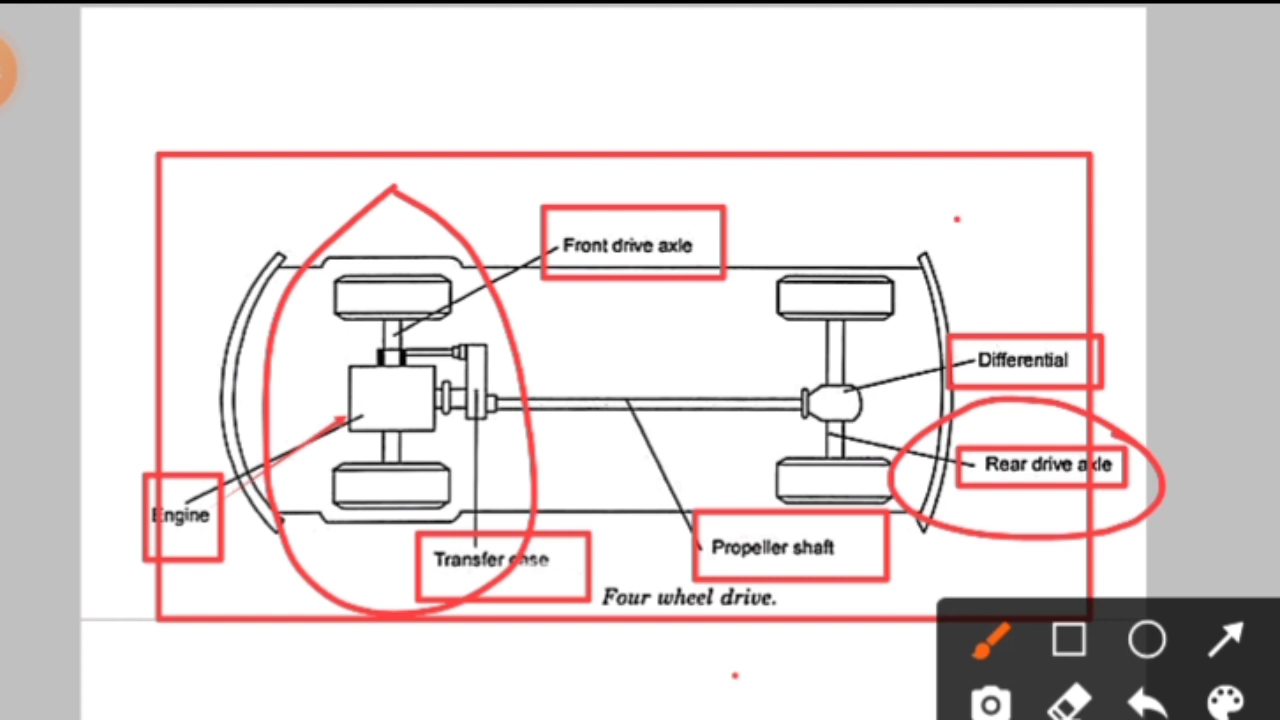 Front drive axle
Differential
Rear drive axle
Engine
Propeller shaft
Transfer case
Four wheel drive.